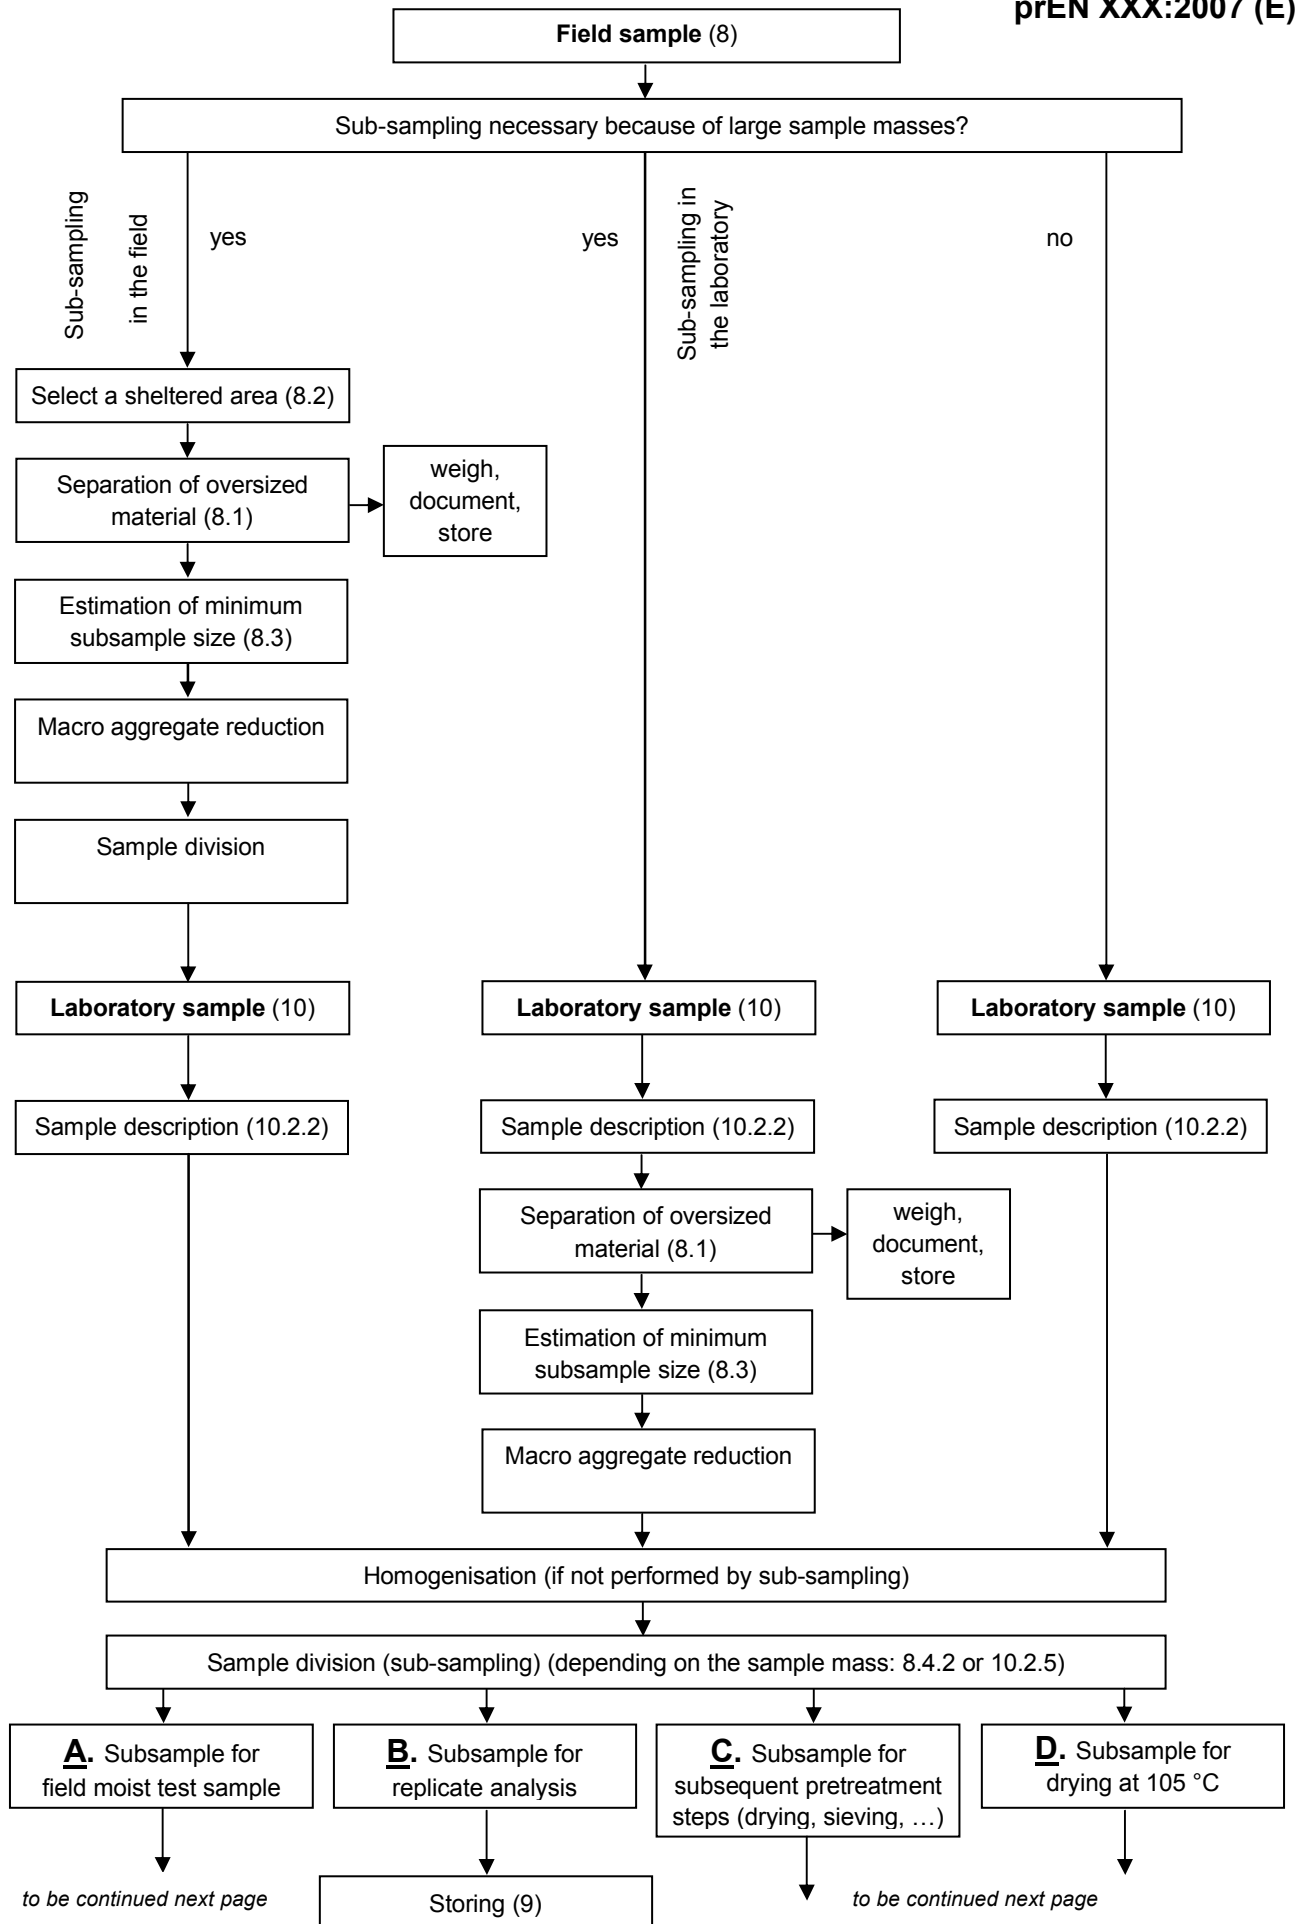 prEN XXX:2007 (E)
Field sample (8)
Sub-sampling necessary because of large sample masses?
Sub-sampling
in the field
yes
yes
Sub-sampling in
the laboratory
no
Select a sheltered area (8.2)
Separation of oversized
material (8.1)
weigh,
document,
store
Estimation of minimum
subsample size (8.3)
Macro aggregate reduction
Sample division
Laboratory sample (10)
Laboratory sample (10)
Laboratory sample (10)
Sample description (10.2.2)
Sample description (10.2.2)
Sample description (10.2.2)
Separation of oversized
material (8.1)
weigh,
document,
store
Estimation of minimum
subsample size (8.3)
Macro aggregate reduction
Homogenisation (if not performed by sub-sampling)
Sample division (sub-sampling) (depending on the sample mass: 8.4.2 or 10.2.5)
A. Subsample for
field moist test sample
B. Subsample for
replicate analysis
C. Subsample for
subsequent pretreatment
steps (drying, sieving, …)
D. Subsample for
drying at 105 °C
to be continued next page
Storing (9)
to be continued next page